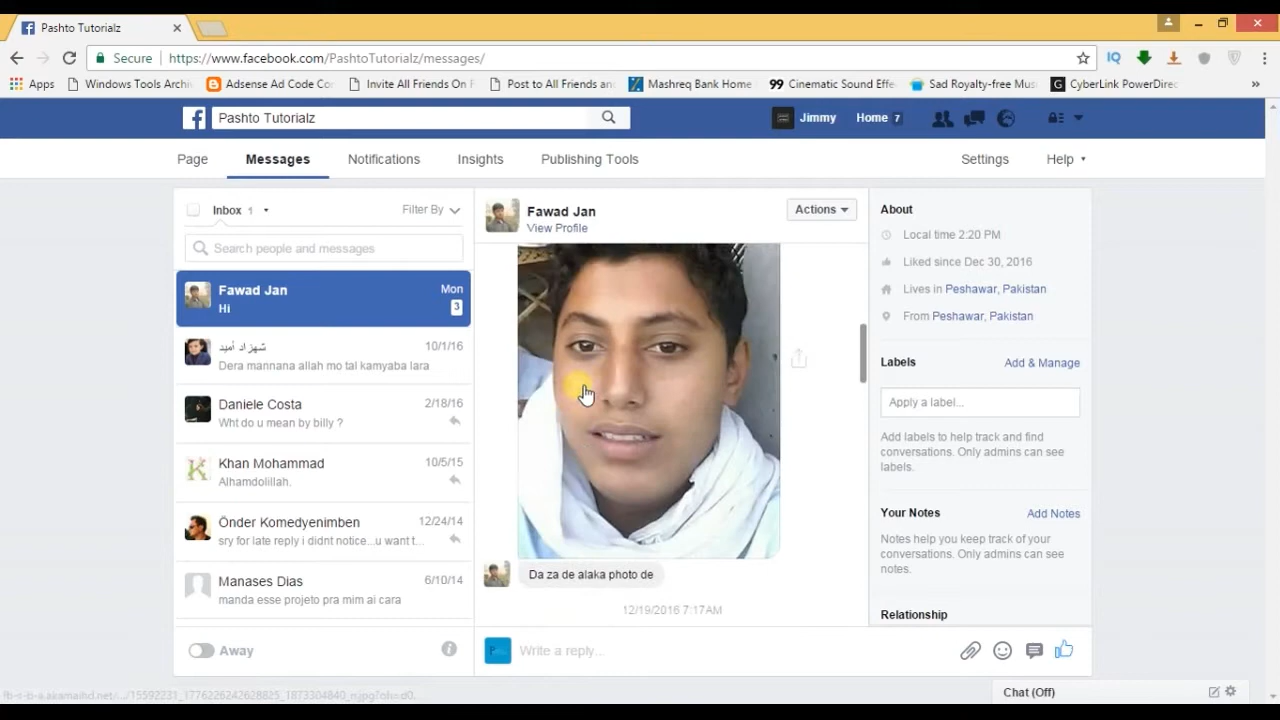 Pashto Tutorialz
Secure https://www.facebook.com/PashtoTutorialz/messages/
Apps Windows Tools Archi Adsense Ad Code Co Invite All Friends On F Post to All Friends and Mashreq Bank Home 99 Cinematic Sound Effe Sad Royalty-free Mus CyberLink PowerDirec »
Pashto Tutorialz Jimmy Home 7
Page Messages Notifications Insights Publishing Tools Settings Help
Inbox 1 Filter By
Search people and messages
Fawad Jan Mon
Hi 3
شهزاد أميد 10/1/16
Dera mannana allah mo tal kamyaba lara
Daniele Costa 2/18/16
Wht do u mean by billy ?
Khan Mohammad 10/5/15
Alhamdolillah.
Önder Komedyenimben 12/24/14
sry for late reply i didnt notice...u want t...
Manases Dias 6/10/14
manda esse projeto pra mim ai cara
Away
Fawad Jan Actions
View Profile
Da za de alaka photo de
12/19/2016 7:17AM
Write a reply...
About
Local time 2:20 PM
Liked since Dec 30, 2016
Lives in Peshawar, Pakistan
From Peshawar, Pakistan
Labels Add & Manage
Apply a label...
Add labels to help track and find
conversations. Only admins can see
labels.
Your Notes Add Notes
Notes help you keep track of your
conversations. Only admins can see
notes.
Relationship
Chat (Off)